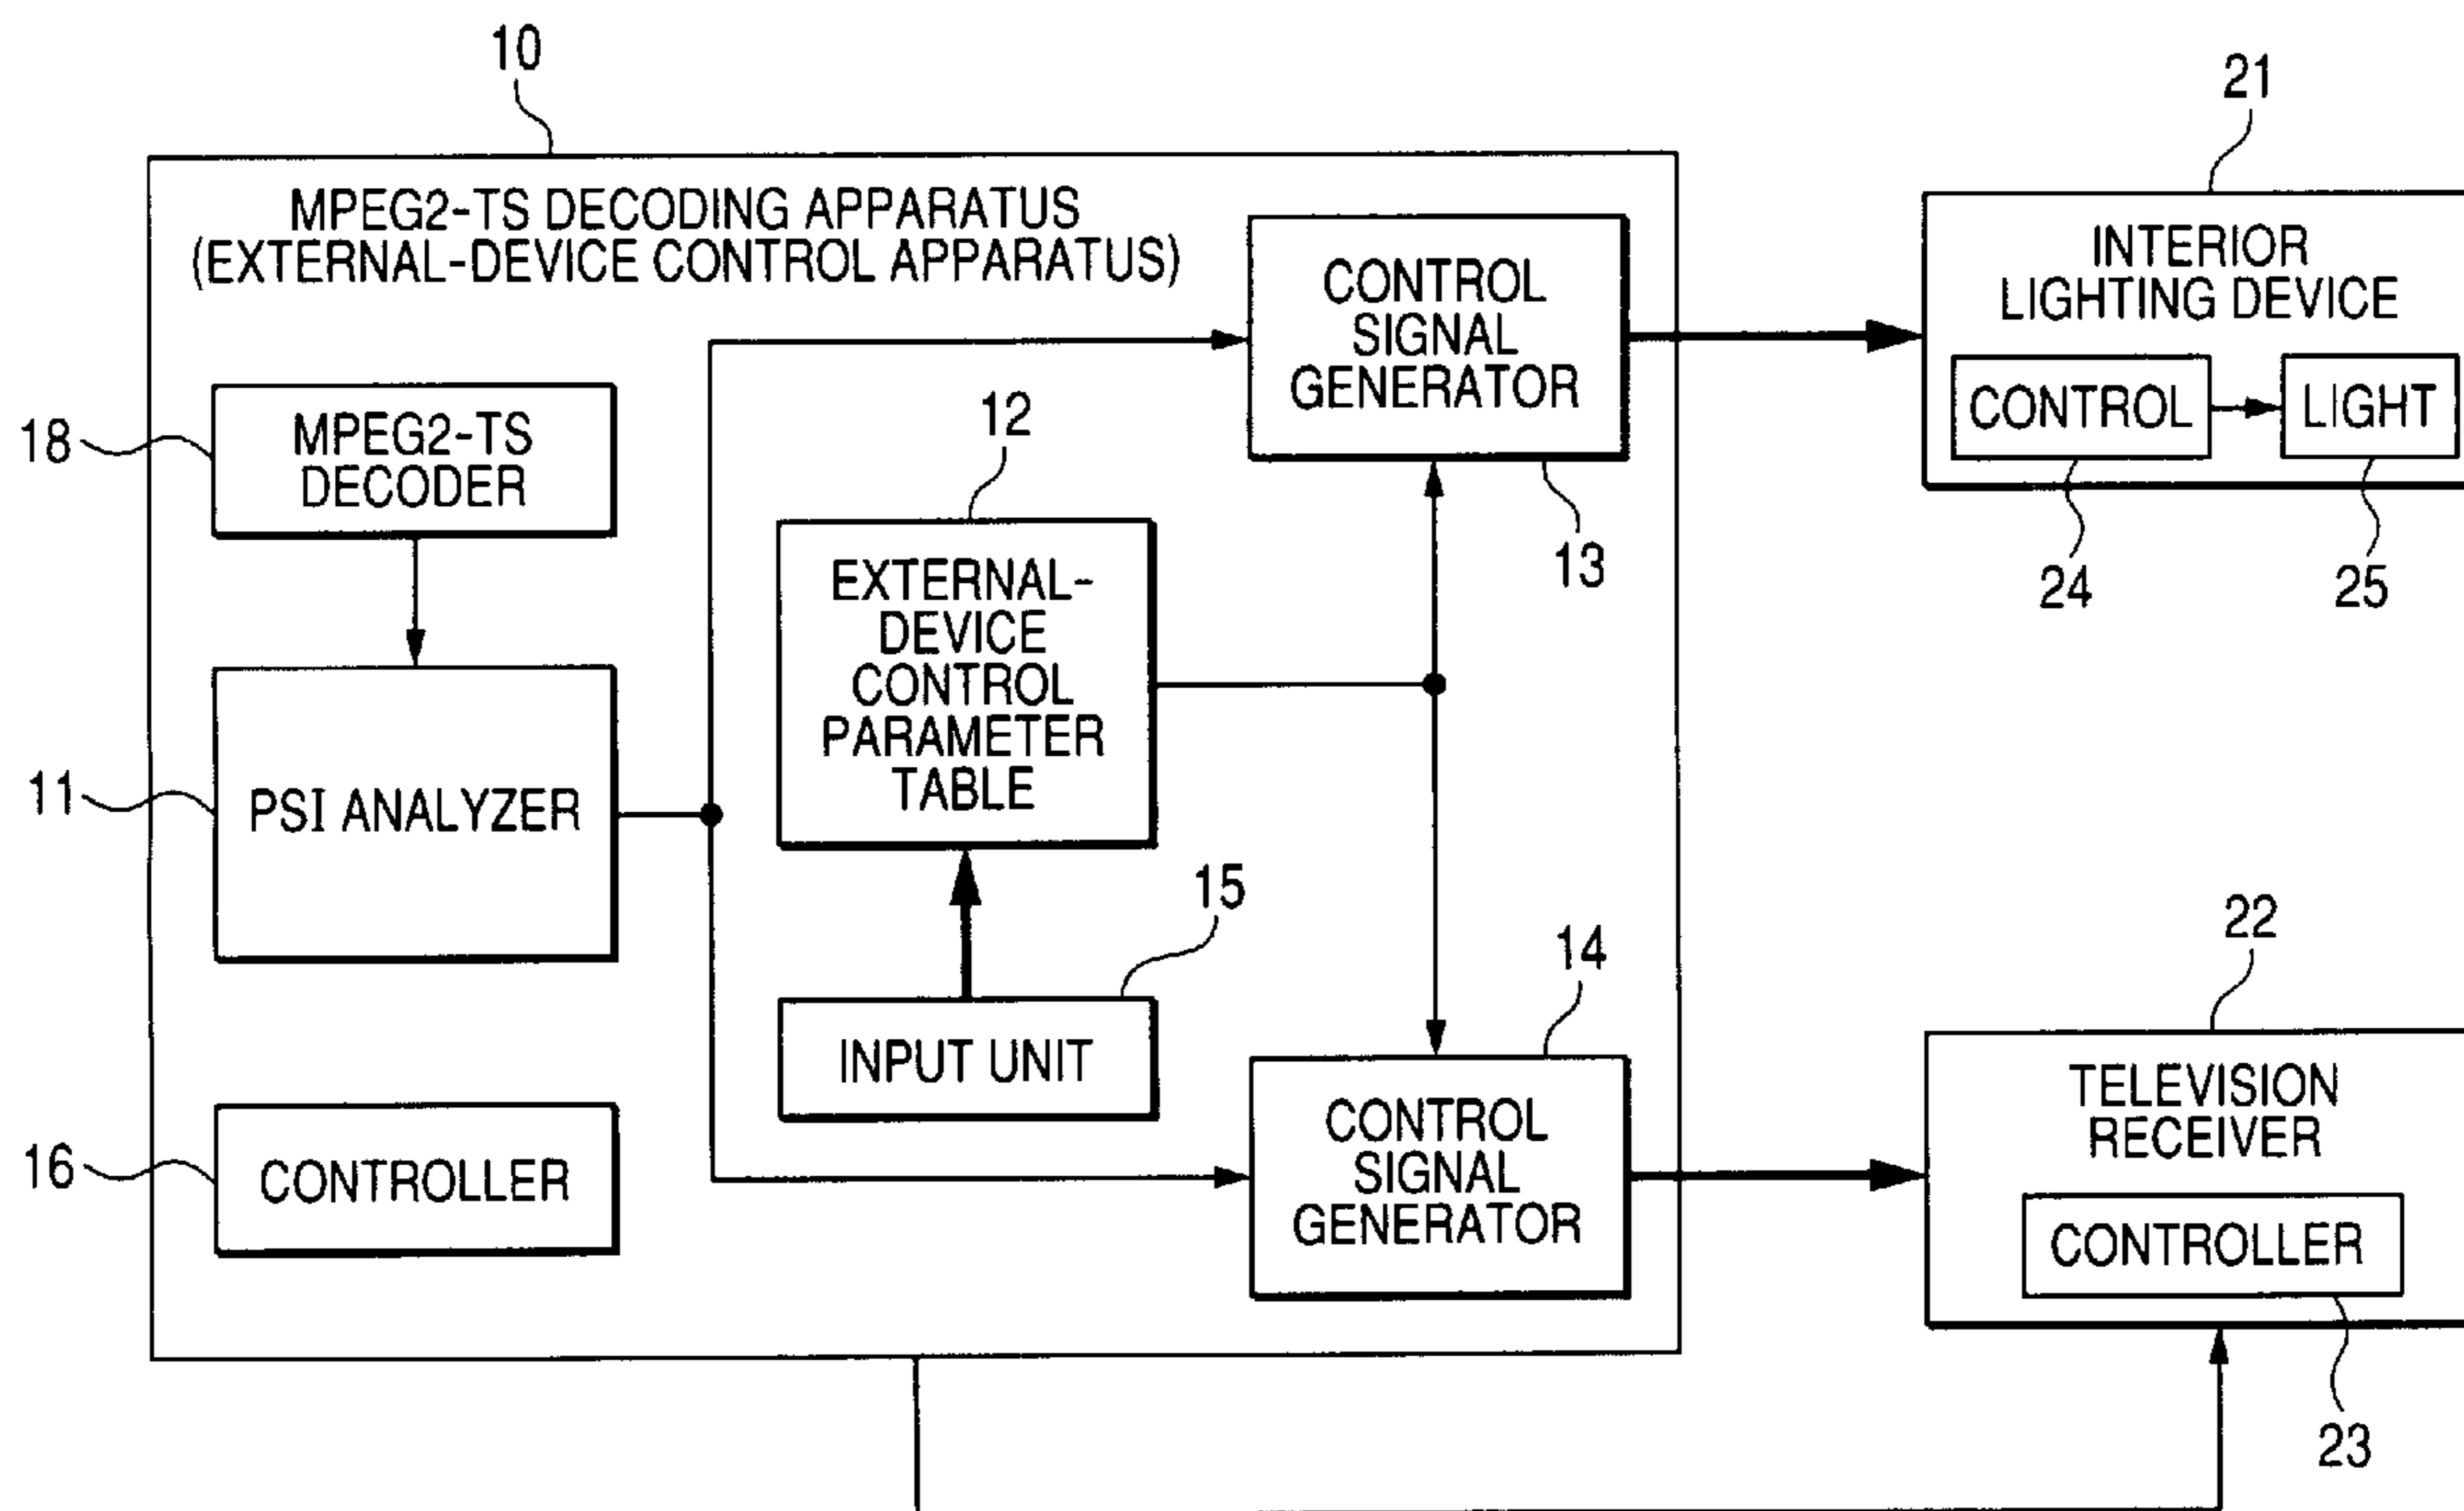 10
21
MPEG2-TS DECODING APPARATUS
(EXTERNAL-DEVICE CONTROL APPARATUS)
CONTROL
SIGNAL
GENERATOR
INTERIOR
LIGHTING DEVICE
CONTROL
LIGHT
18
MPEG2-TS
DECODER
12
13
24
25
EXTERNAL-
DEVICE
CONTROL
PARAMETER
TABLE
11
PSI ANALYZER
15
14
22
INPUT UNIT
TELEVISION
RECEIVER
16
CONTROLLER
CONTROL
SIGNAL
GENERATOR
CONTROLLER
23